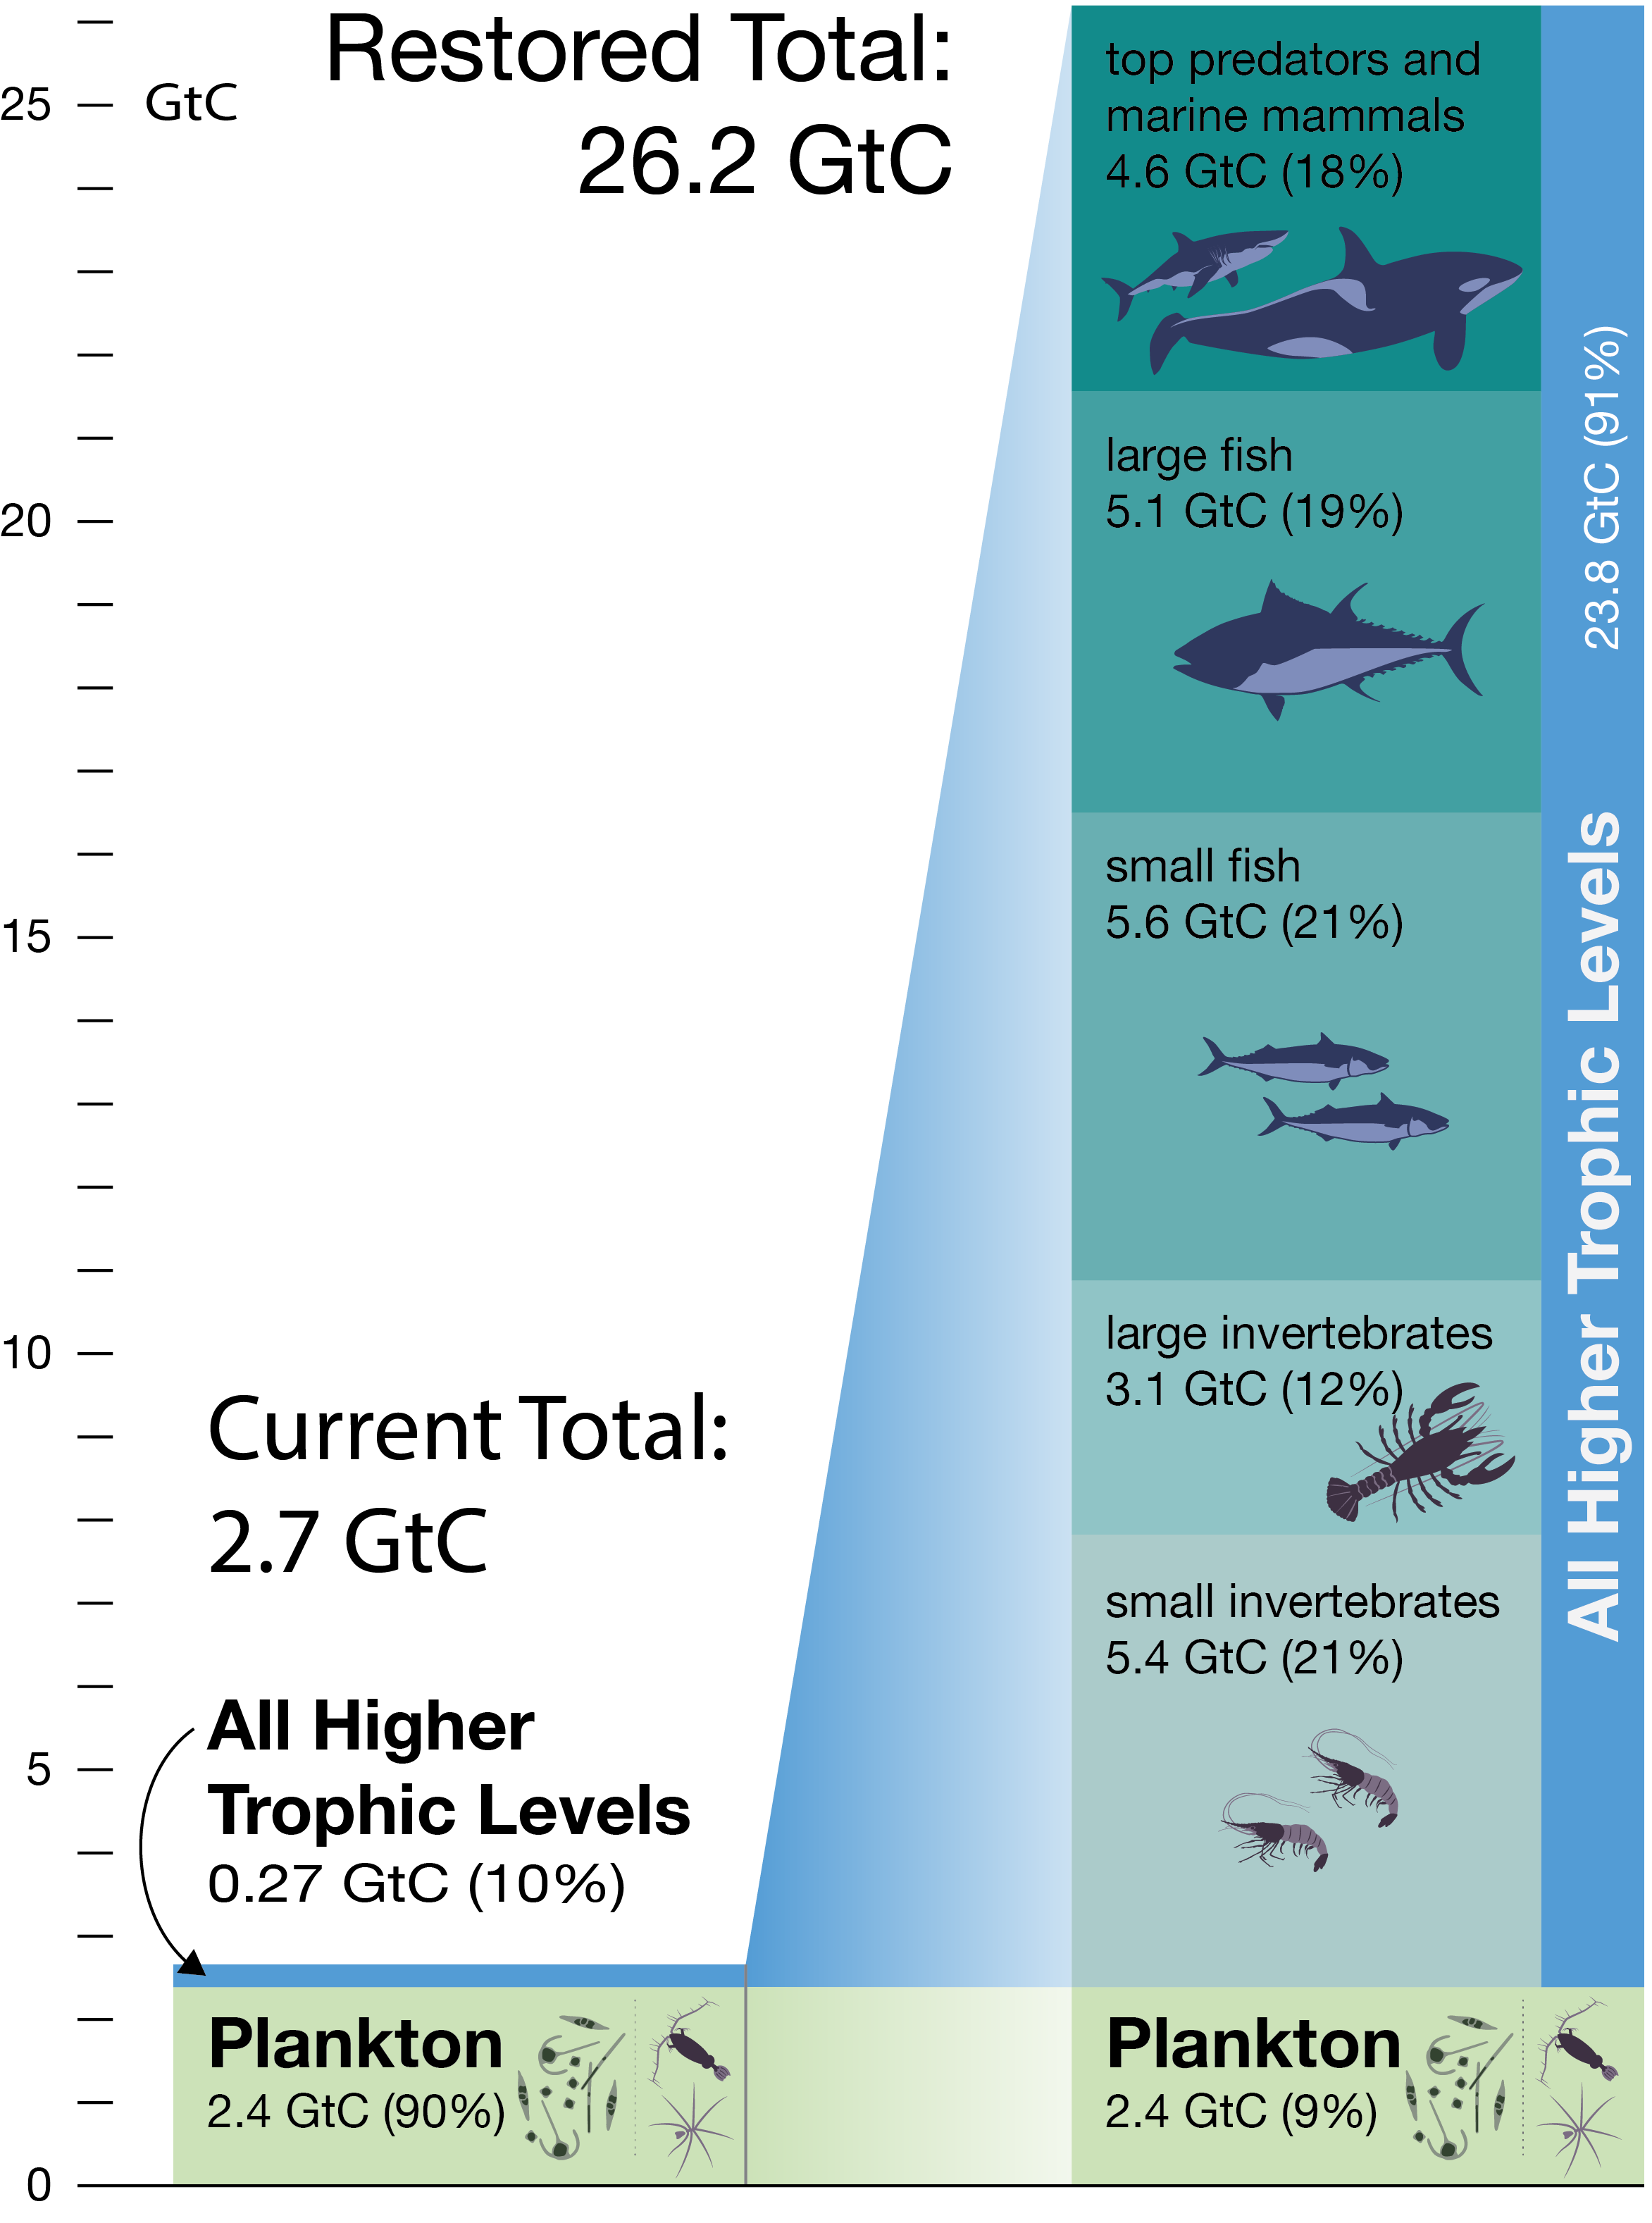 Restored Total:
26.2 GtC
25
GtC
20
15
10
5
0
Current Total:
2.7 GtC
All Higher
Trophic Levels
0.27 GtC (10%)
Plankton
2.4 GtC (90%)
top predators and
marine mammals
4.6 GtC (18%)
large fish
5.1 GtC (19%)
small fish
5.6 GtC (21%)
large invertebrates
3.1 GtC (12%)
small invertebrates
5.4 GtC (21%)
Plankton
2.4 GtC (9%)
All Higher Trophic Levels
23.8 GtC (91%)